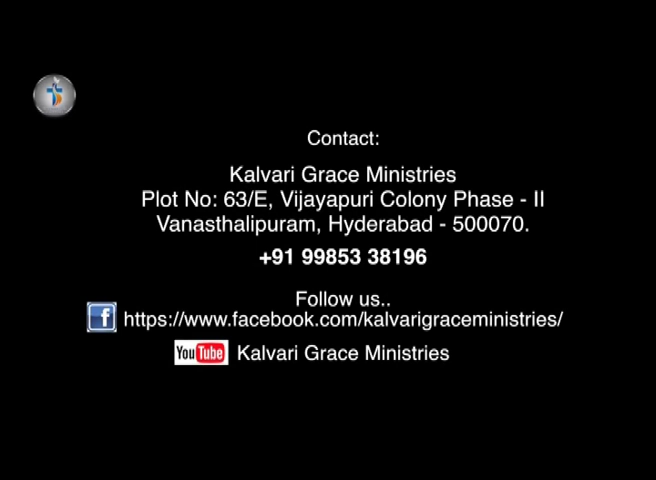 Contact:
Kalvari Grace Ministries
Plot No: 63/E, Vijayapuri Colony Phase - II
Vanasthalipuram, Hyderabad - 500070.
+91 99853 38196
Follow us..
f https://www.facebook.com/kalvarigraceministries/
YouTube Kalvari Grace Ministries